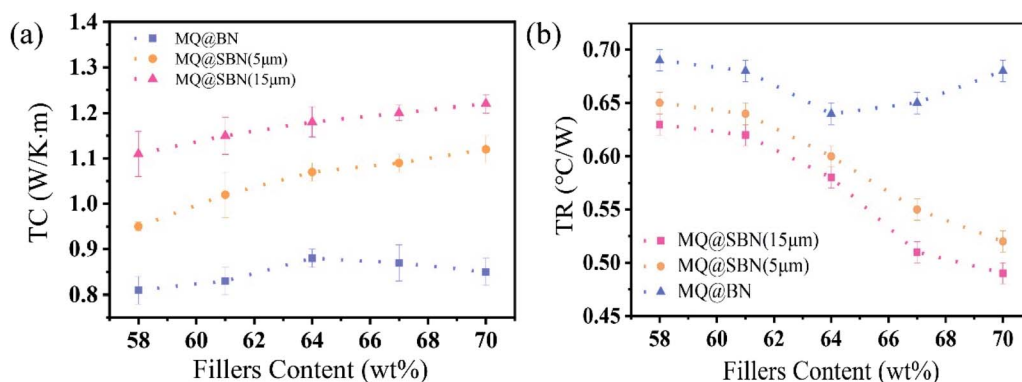 (a)
TC (W/K·m)
1.4
1.3
1.2
1.1
1.0
0.9
0.8
MQ@BN
MQ@SBN(5μm)
MQ@SBN(15μm)
58 60 62 64 66 68 70
Fillers Content (wt%)
(b)
TR (°C/W)
0.70
0.65
0.60
0.55
0.50
0.45
MQ@SBN(15μm)
MQ@SBN(5μm)
MQ@BN
58 60 62 64 66 68 70
Fillers Content (wt%)